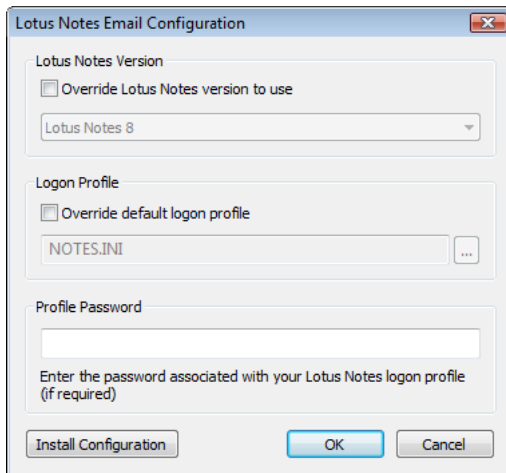 Lotus Notes Email Configuration
Lotus Notes Version
Override Lotus Notes version to use
Lotus Notes 8
Logon Profile
Override default logon profile
NOTES.INI
...
Profile Password
Enter the password associated with your Lotus Notes logon profile
(if required)
Install Configuration
OK
Cancel